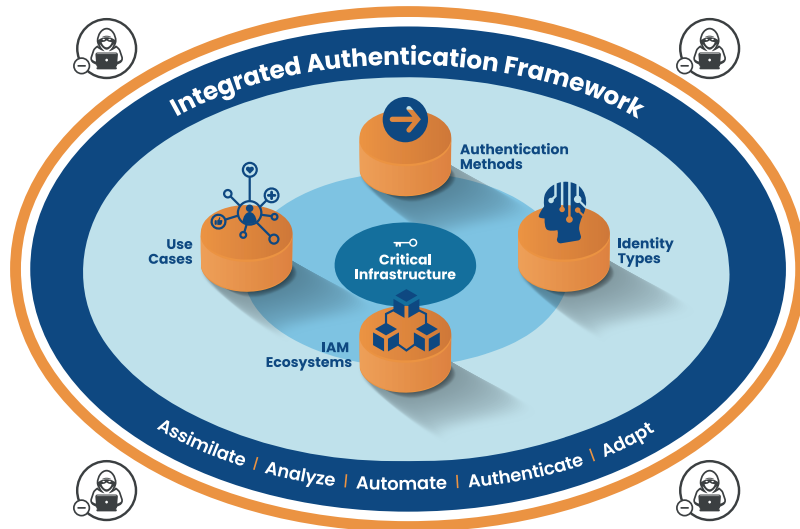 Integrated Authentication Framework
Authentication
Methods
Use
Cases
Identity
Types
Critical
Infrastructure
IAM
Ecosystems
Assimilate | Analyze | Automate | Authenticate | Adapt